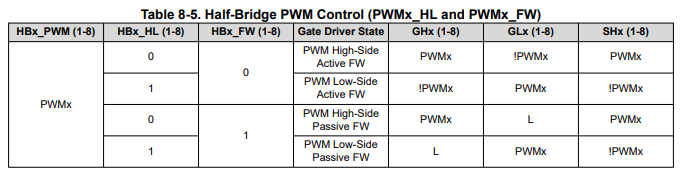 Table 8-5. Half-Bridge PWM Control (PWMx_HL and PWMx_FW)
HBx_PWM (1-8) HBx_HL (1-8) HBx_FW (1-8) Gate Driver State GHx (1-8) GLx (1-8) SHx (1-8)
PWMx
0
0
PWM High-Side
Active FW
PWMx !PWMx PWMx
1
PWM Low-Side
Active FW
!PWMx PWMx !PWMx
0
1
PWM High-Side
Passive FW
PWMx L PWMx
1
PWM Low-Side
Passive FW
L PWMx !PWMx